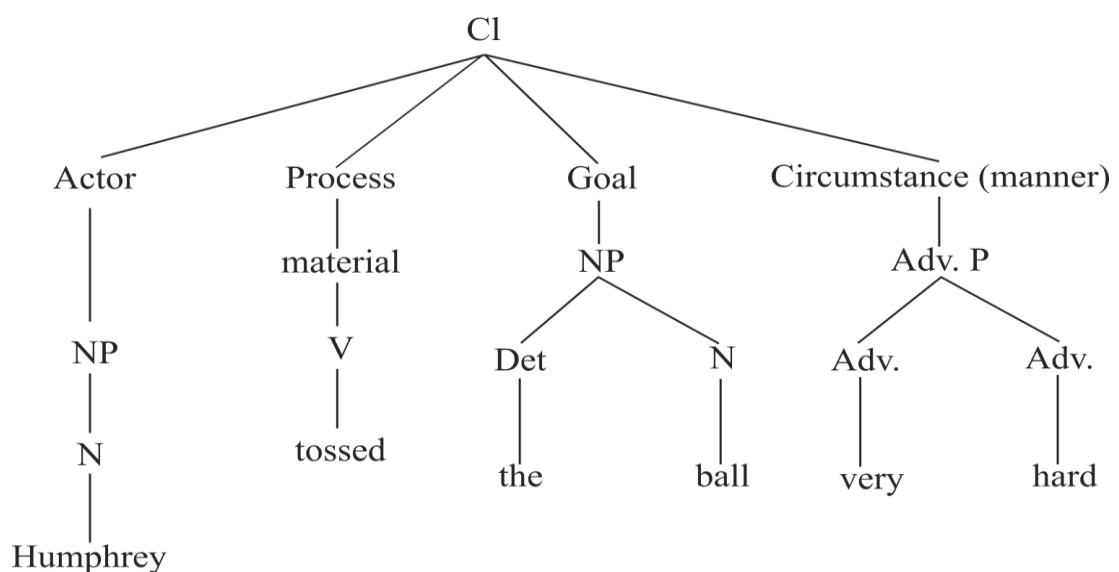 Cl
Actor Process Goal Circumstance (manner)
material NP Adv. P
NP V Det N Adv. Adv.
N tossed the ball very hard
Humphrey